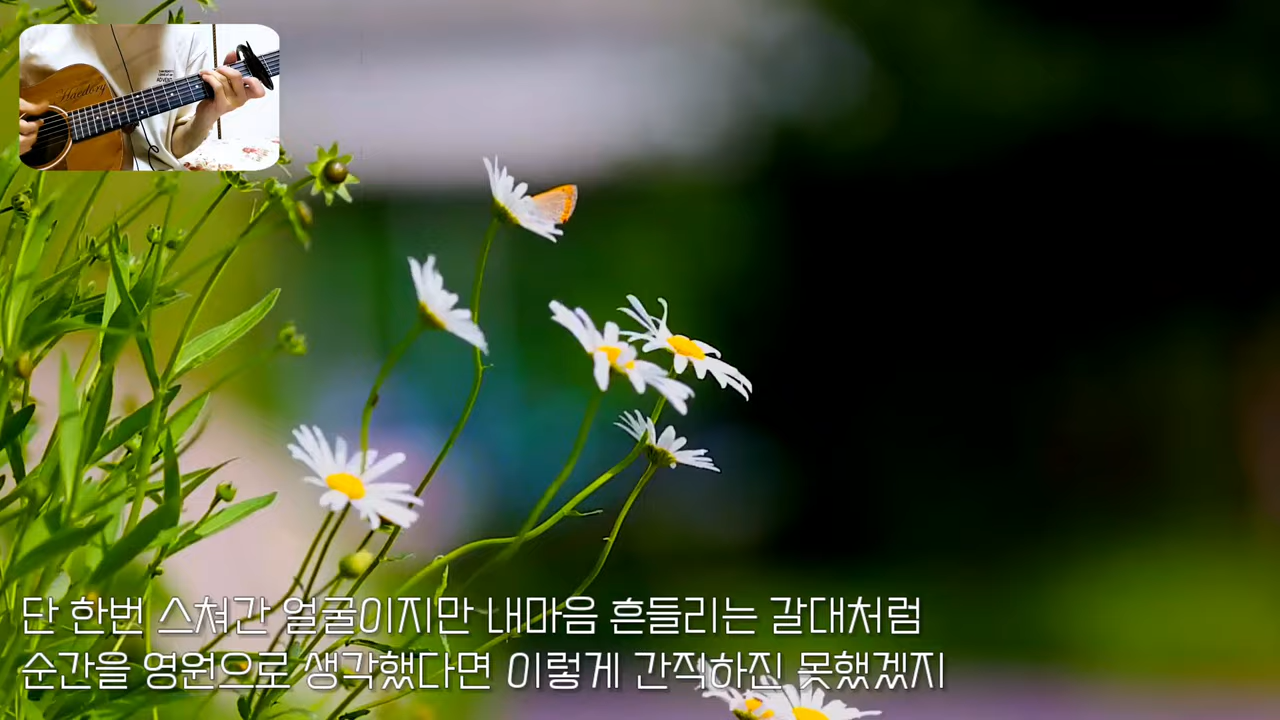 Haedory
단 한번 스쳐간 얼굴이지만 내마음 흔들리는 갈대처럼
순간을 영원으로 생각했다면 이렇게 간직하진 못했겠지